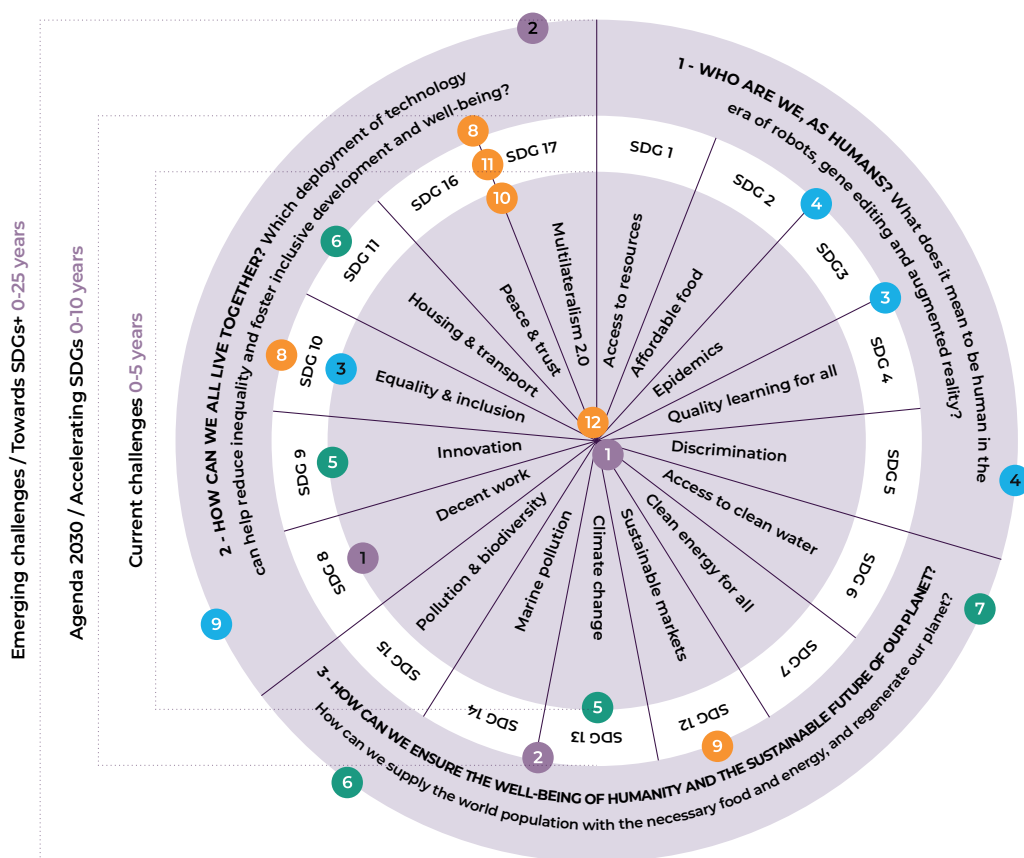 Emerging challenges / Towards SDGs+ 0-25 years
Agenda 2030 / Accelerating SDGs 0-10 years
Current challenges 0-5 years
1 - WHO ARE WE, AS HUMANS? What does it mean to be human in the
era of robots, gene editing and augmented reality?
2 - HOW CAN WE ALL LIVE TOGETHER? Which deployment of technology
can help reduce inequality and foster inclusive development and well-being?
3 - HOW CAN WE ENSURE THE WELL-BEING OF HUMANITY AND THE SUSTAINABLE FUTURE OF OUR PLANET?
How can we supply the world population with the necessary food and energy, and regenerate our planet?
SDG 1
SDG 2
SDG3
SDG 4
SDG 5
SDG 6
SDG 7
SDG 12
SDG 13
SDG 14
SDG 15
SDG 8
SDG 9
SDG 10
SDG 11
SDG 16
SDG 17
Access to resources
Affordable food
Epidemics
Quality learning for all
Discrimination
Access to clean water
Clean energy for all
Sustainable markets
Climate change
Marine pollution
Pollution & biodiversity
Decent work
Innovation
Equality & inclusion
Housing & transport
Peace & trust
Multilateralism 2.0
2
8
11
10
4
6
3
8
3
12
1
5
4
1
7
9
5
9
2
6